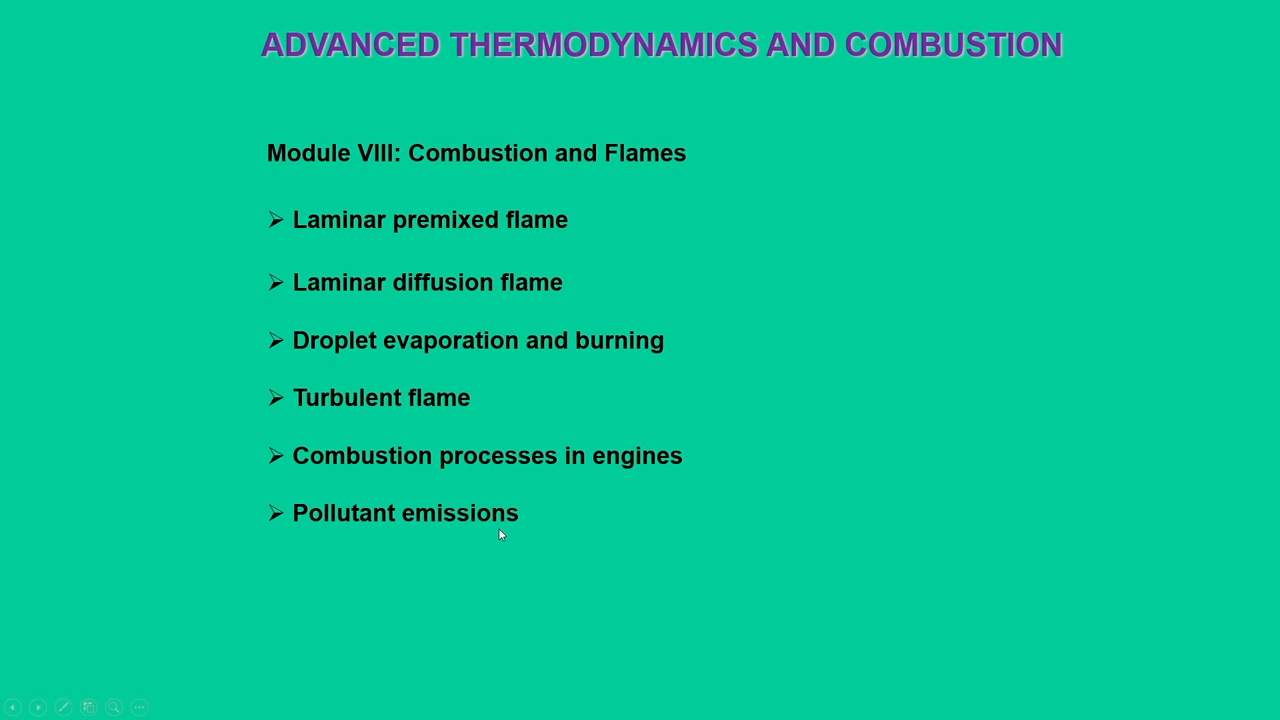 ADVANCED THERMODYNAMICS AND COMBUSTION
Module VIII: Combustion and Flames
➢ Laminar premixed flame
➢ Laminar diffusion flame
➢ Droplet evaporation and burning
➢ Turbulent flame
➢ Combustion processes in engines
➢ Pollutant emissions